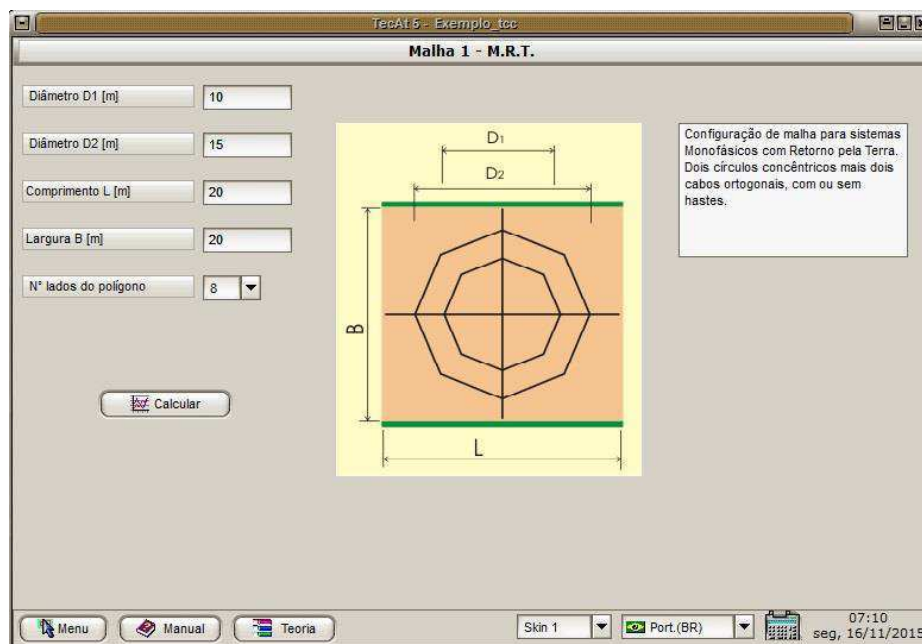 TecAt 5 - Exemplo_tcc
Malha 1 - M.R.T.
Diâmetro D1 [m]
10
Diâmetro D2 [m]
15
Comprimento L [m]
20
Largura B [m]
20
N° lados do polígono
8
Calcular
D1
D2
B
L
Configuração de malha para sistemas
Monofásicos com Retorno pela Terra.
Dois círculos concêntricos mais dois
cabos ortogonais, com ou sem
hastes.
Menu
Manual
Teoria
Skin 1
Port.(BR)
07:10
seg, 16/11/201